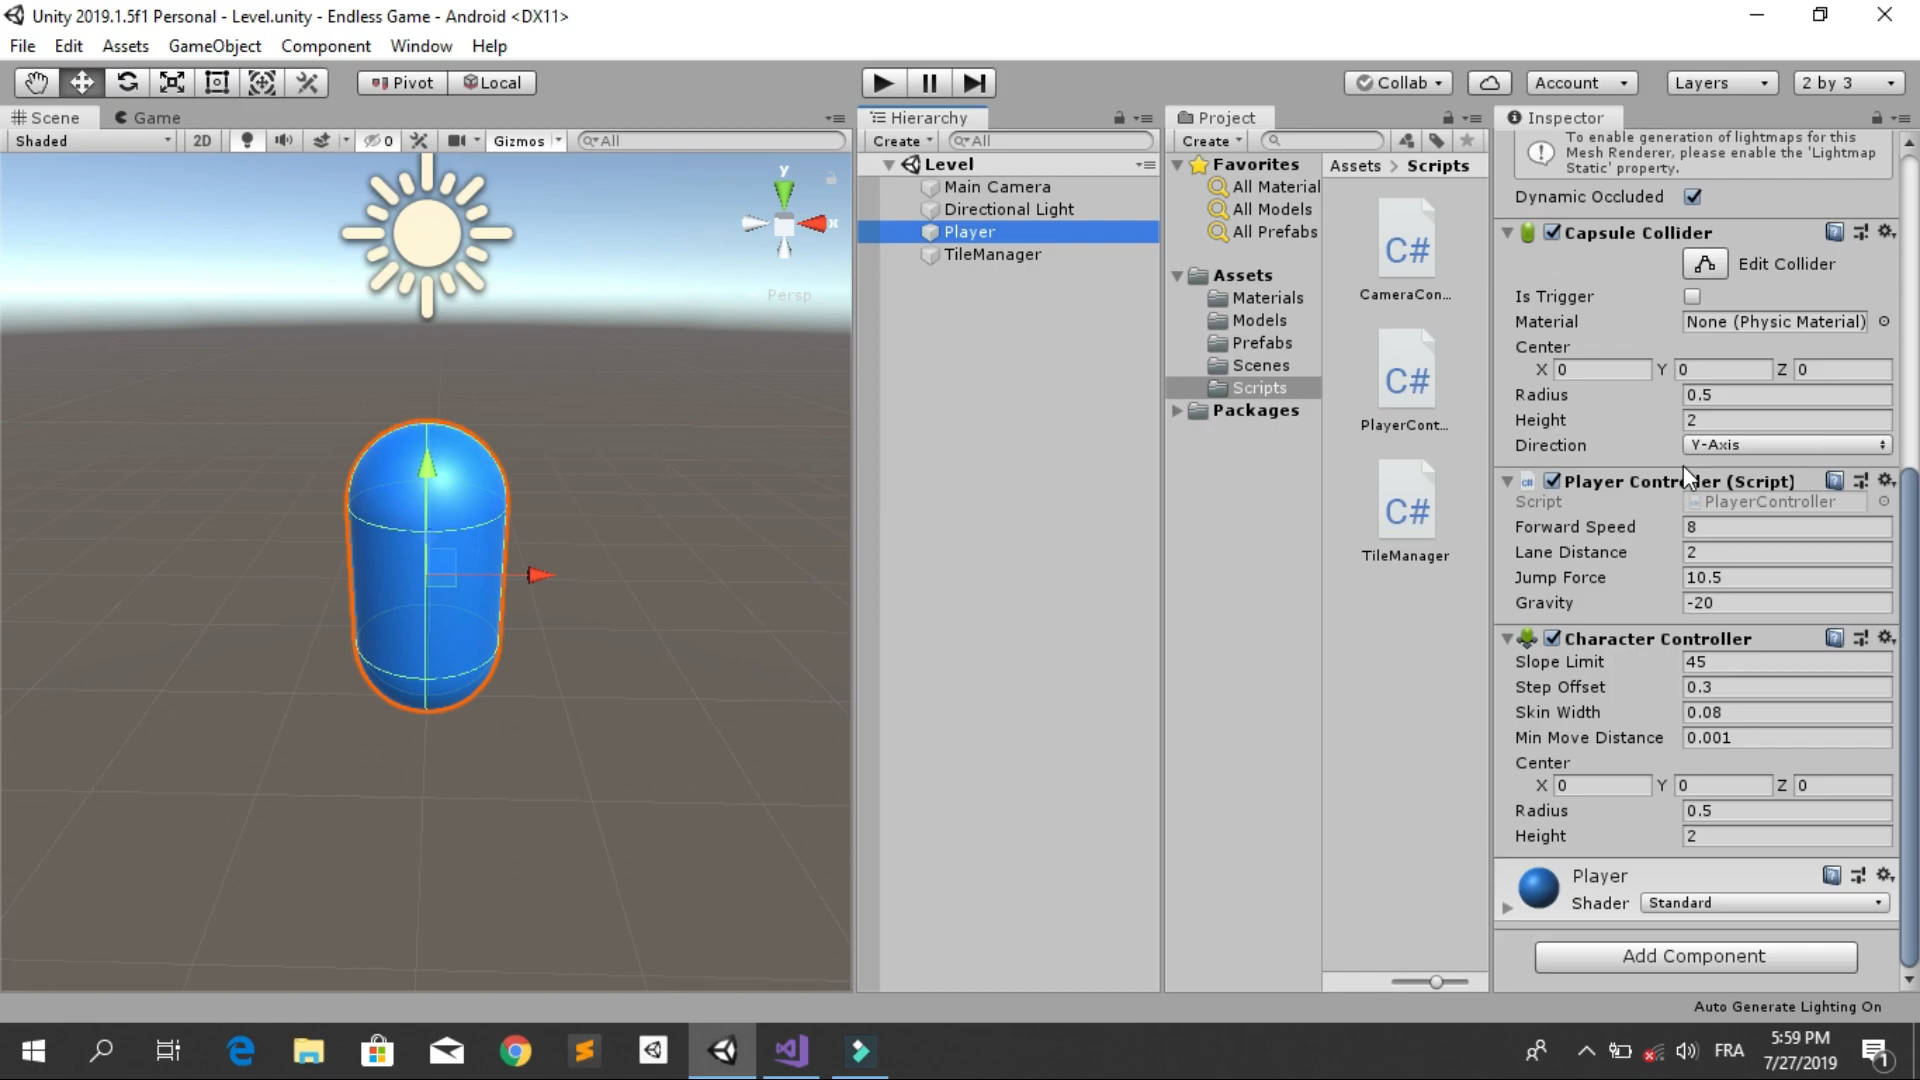 Unity 2019.1.5f1 Personal - Level.unity - Endless Game - Android <DX11>
File Edit Assets GameObject Component Window Help
Pivot Local Collab Account Layers 2 by 3
Scene Game
Shaded 2D 0 Gizmos All
Hierarchy
Create All
Level
Main Camera
Directional Light
Player
TileManager
Project
Create
Favorites
All Material
All Models
All Prefabs
Assets
Materials
Models
Prefabs
Scenes
Scripts
Packages
Assets > Scripts
C#
CameraCon...
C#
PlayerCont...
C#
TileManager
Inspector
To enable generation of lightmaps for this
Mesh Renderer, please enable the 'Lightmap
Static' property.
Dynamic Occluded
Capsule Collider
Edit Collider
Is Trigger
Material None (Physic Material)
Center
X 0 Y 0 Z 0
Radius 0.5
Height 2
Direction Y-Axis
Player Controller (Script)
Script PlayerController
Forward Speed 8
Lane Distance 2
Jump Force 10.5
Gravity -20
Character Controller
Slope Limit 45
Step Offset 0.3
Skin Width 0.08
Min Move Distance 0.001
Center
X 0 Y 0 Z 0
Radius 0.5
Height 2
Player
Shader Standard
Add Component
y
x
Persp
Auto Generate Lighting On
FRA
5:59 PM
7/27/2019
1